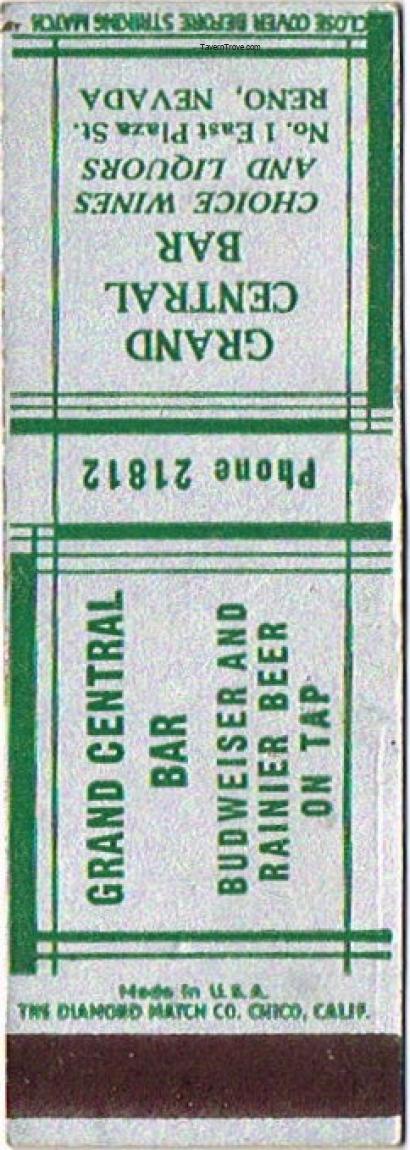 CLOSE COVER BEFORE STRIKING MATCH
TavernTrove.com
GRAND
CENTRAL
BAR
CHOICE WINES
AND LIQUORS
No. 1 East Plaza St.
RENO, NEVADA
Phone 21812
GRAND CENTRAL
BAR
BUDWEISER AND
RAINIER BEER
ON TAP
Made In U. S. A.
THE DIAMOND MATCH CO. CHICO, CALIF.